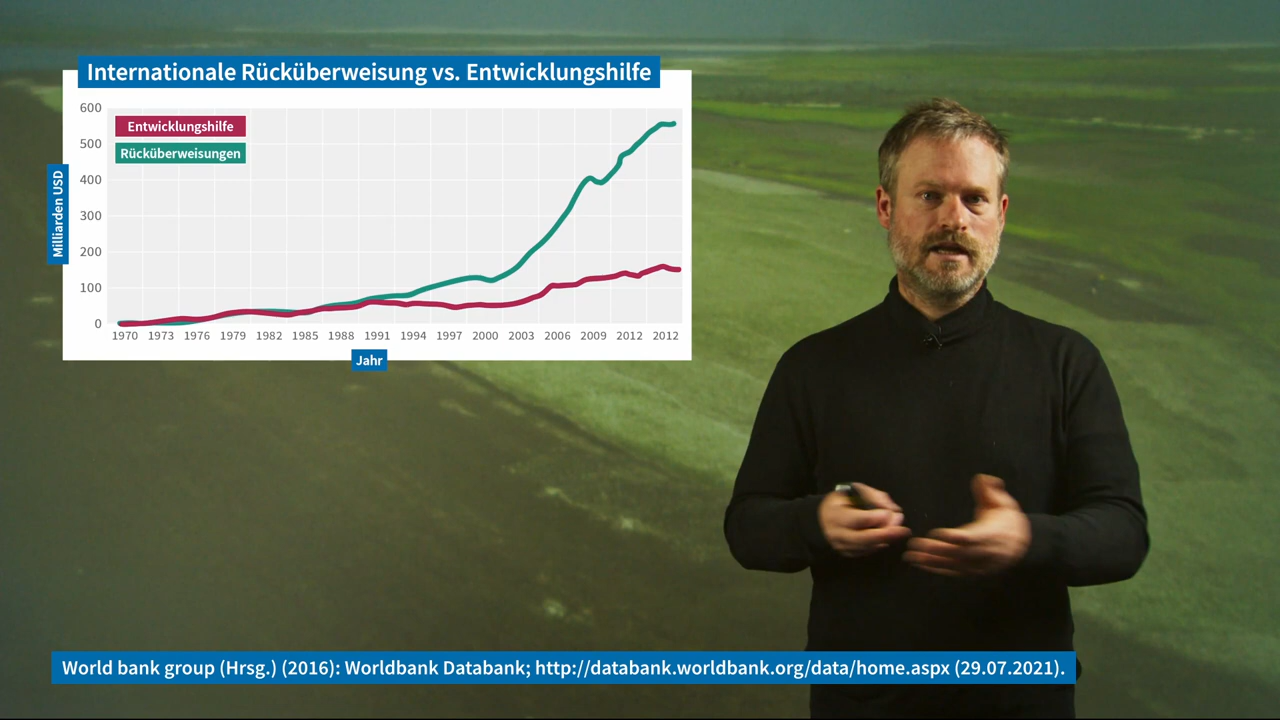 Internationale Rücküberweisung vs. Entwicklungshilfe
600
500
400
300
200
100
0
Entwicklungshilfe
Rücküberweisungen
Milliarden USD
1970 1973 1976 1979 1982 1985 1988 1991 1994 1997 2000 2003 2006 2009 2012 2012
Jahr
World bank group (Hrsg.) (2016): Worldbank Databank; http://databank.worldbank.org/data/home.aspx (29.07.2021).